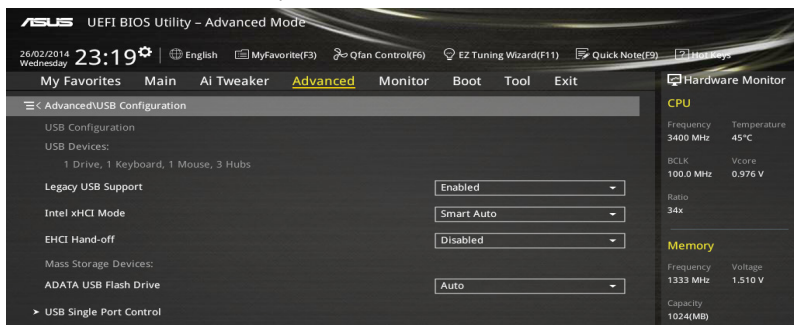 ASUS UEFI BIOS Utility – Advanced Mode
26/02/2014 Wednesday 23:19 English MyFavorite(F3) Qfan Control(F6) EZ Tuning Wizard(F11) Quick Note(F9) ? Hot Keys
My Favorites Main Ai Tweaker Advanced Monitor Boot Tool Exit
Hardware Monitor
< Advanced\USB Configuration
USB Configuration
USB Devices:
1 Drive, 1 Keyboard, 1 Mouse, 3 Hubs
Legacy USB Support Enabled
Intel xHCI Mode Smart Auto
EHCI Hand-off Disabled
Mass Storage Devices:
ADATA USB Flash Drive Auto
> USB Single Port Control
CPU
Frequency Temperature
3400 MHz 45°C
BCLK Vcore
100.0 MHz 0.976 V
Ratio
34x
Memory
Frequency Voltage
1333 MHz 1.510 V
Capacity
1024(MB)